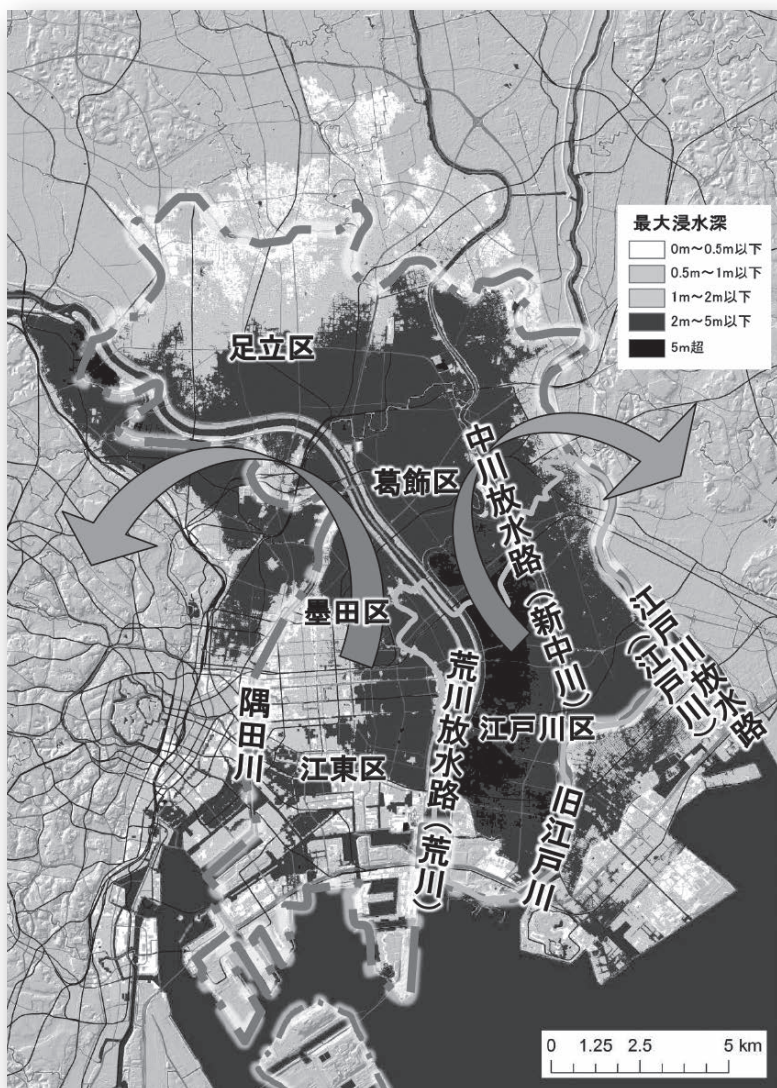 最大浸水深
0m～0.5m以下
0.5m～1m以下
1m～2m以下
2m～5m以下
5m超
足立区
葛飾区
中川放水路（新中川）
墨田区
江戸川放水路
（江戸川）
隅田川
荒川放水路（荒川）
江戸川区
江東区
旧江戸川
0 1.25 2.5 5 km